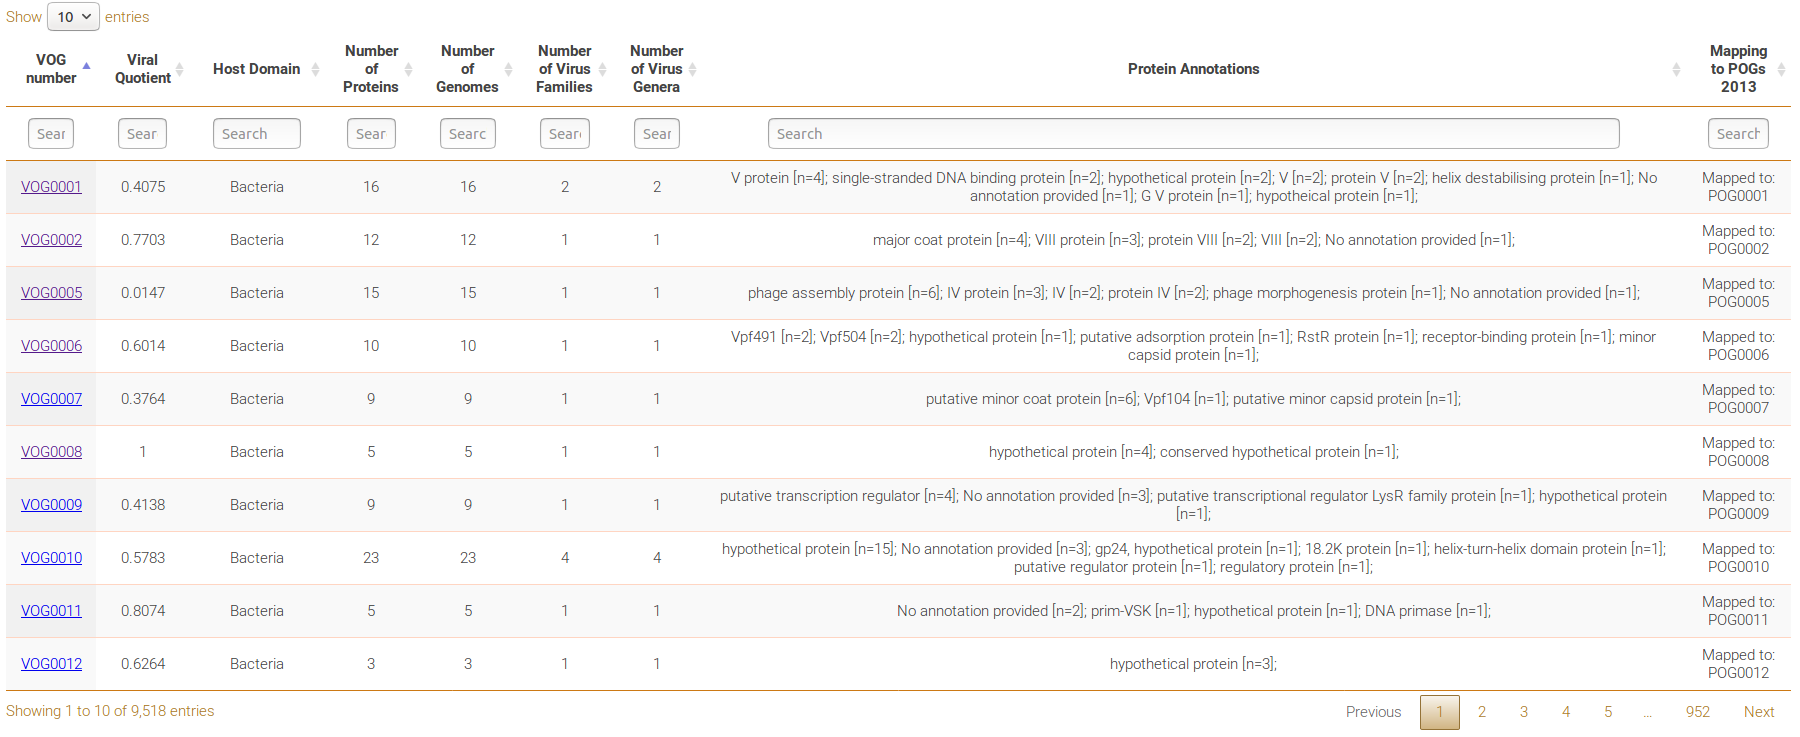 Show 10 entries
VOG number Viral Quotient Host Domain Number of Proteins Number of Genomes Number of Virus Families Number of Virus Genera Protein Annotations Mapping to POGs 2013
Sear Sear Search Sear Searc Sear Sear Search Search
VOG0001 0.4075 Bacteria 16 16 2 2 V protein [n=4]; single-stranded DNA binding protein [n=2]; hypothetical protein [n=2]; V [n=2]; protein V [n=2]; helix destabilising protein [n=1]; No annotation provided [n=1]; G V protein [n=1]; hypotheical protein [n=1]; Mapped to: POG0001
VOG0002 0.7703 Bacteria 12 12 1 1 major coat protein [n=4]; VIII protein [n=3]; protein VIII [n=2]; VIII [n=2]; No annotation provided [n=1]; Mapped to: POG0002
VOG0005 0.0147 Bacteria 15 15 1 1 phage assembly protein [n=6]; IV protein [n=3]; IV [n=2]; protein IV [n=2]; phage morphogenesis protein [n=1]; No annotation provided [n=1]; Mapped to: POG0005
VOG0006 0.6014 Bacteria 10 10 1 1 Vpf491 [n=2]; Vpf504 [n=2]; hypothetical protein [n=1]; putative adsorption protein [n=1]; RstR protein [n=1]; receptor-binding protein [n=1]; minor capsid protein [n=1]; Mapped to: POG0006
VOG0007 0.3764 Bacteria 9 9 1 1 putative minor coat protein [n=6]; Vpf104 [n=1]; putative minor capsid protein [n=1]; Mapped to: POG0007
VOG0008 1 Bacteria 5 5 1 1 hypothetical protein [n=4]; conserved hypothetical protein [n=1]; Mapped to: POG0008
VOG0009 0.4138 Bacteria 9 9 1 1 putative transcription regulator [n=4]; No annotation provided [n=3]; putative transcriptional regulator LysR family protein [n=1]; hypothetical protein [n=1]; Mapped to: POG0009
VOG0010 0.5783 Bacteria 23 23 4 4 hypothetical protein [n=15]; No annotation provided [n=3]; gp24, hypothetical protein [n=1]; 18.2K protein [n=1]; helix-turn-helix domain protein [n=1]; putative regulator protein [n=1]; regulatory protein [n=1]; Mapped to: POG0010
VOG0011 0.8074 Bacteria 5 5 1 1 No annotation provided [n=2]; prim-VSK [n=1]; hypothetical protein [n=1]; DNA primase [n=1]; Mapped to: POG0011
VOG0012 0.6264 Bacteria 3 3 1 1 hypothetical protein [n=3]; Mapped to: POG0012
Showing 1 to 10 of 9,518 entries Previous 1 2 3 4 5 … 952 Next